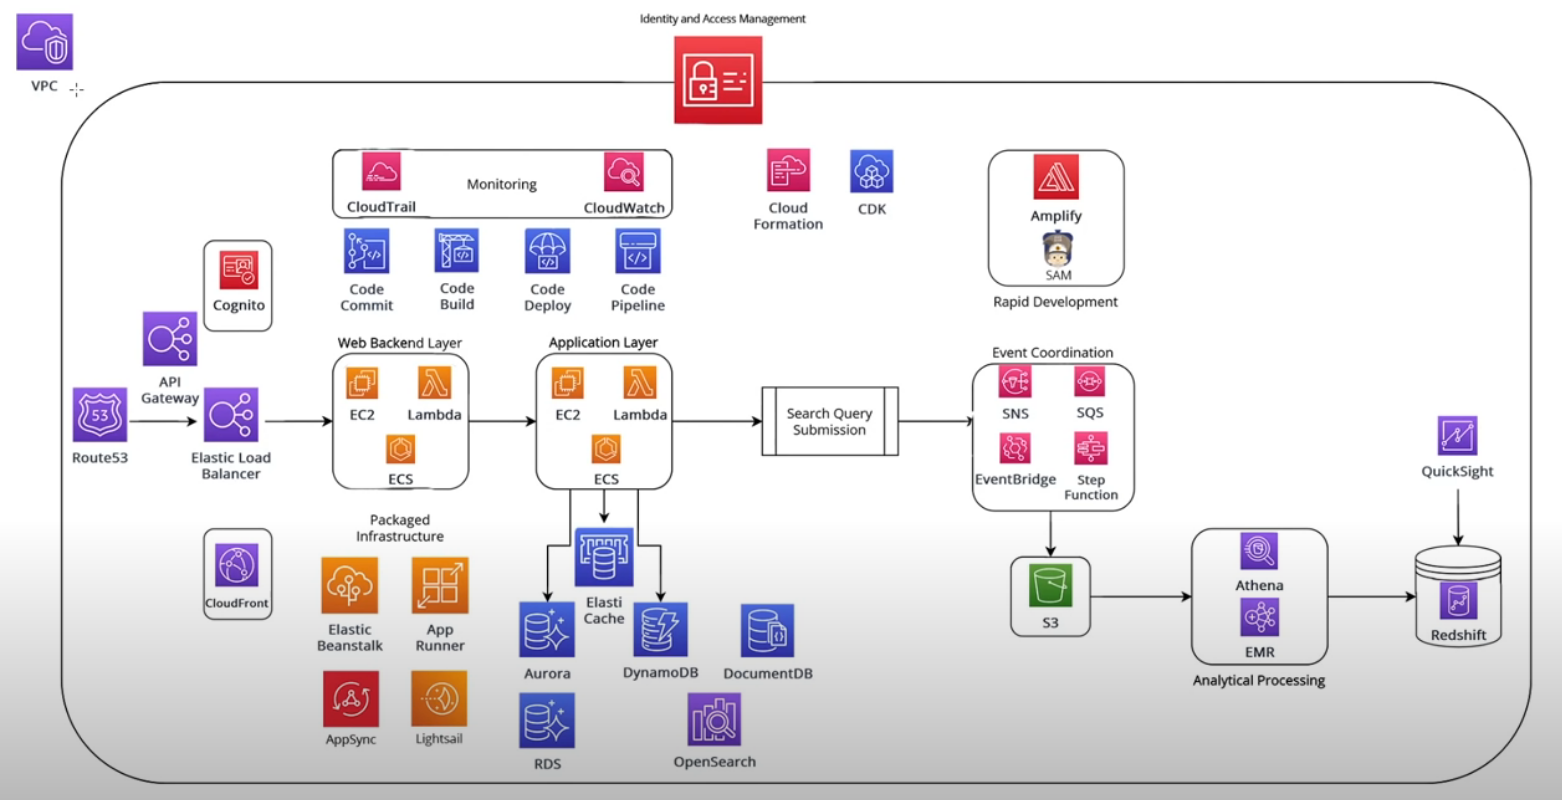 Identity and Access Management
VPC
CloudTrail
Monitoring
CloudWatch
Cloud
Formation
CDK
Amplify
SAM
Rapid Development
Code
Commit
Code
Build
Code
Deploy
Code
Pipeline
Cognito
API
Gateway
53
Route53
Elastic Load
Balancer
Web Backend Layer
EC2
Lambda
ECS
Application Layer
EC2
Lambda
ECS
Search Query
Submission
Event Coordination
SNS
SQS
EventBridge
Step
Function
QuickSight
CloudFront
Packaged
Infrastructure
Elastic
Beanstalk
App
Runner
AppSync
Lightsail
Elasti
Cache
Aurora
DynamoDB
DocumentDB
RDS
OpenSearch
S3
Athena
EMR
Analytical Processing
Redshift